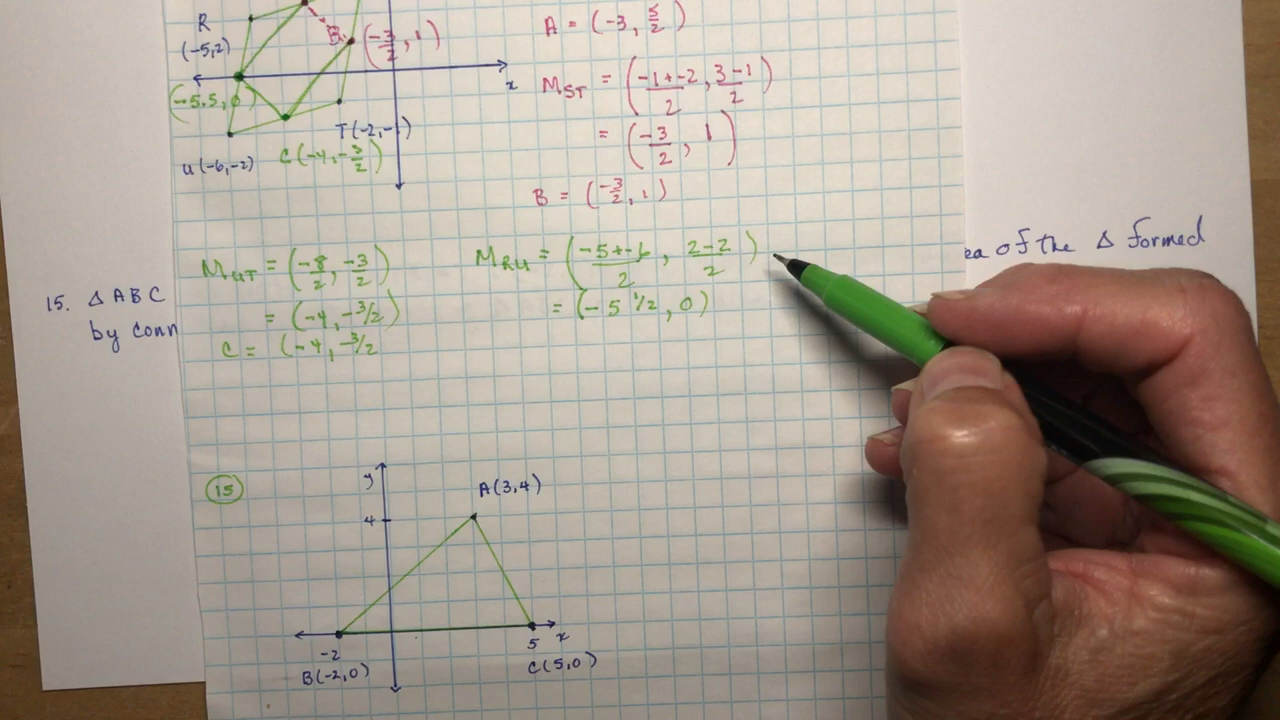 R
(-5,2)
B
(-3/2, 1)
x
(-5.5, 0)
T(-2,-1)
U(-6,-2)
C(-4,-3/2)
A = (-3, 5/2)
M_ST = (-1+-2/2, 3-1/2)
= (-3/2, 1)
B = (-3/2, 1)
M_UT = (-8/2, -3/2)
= (-4, -3/2)
C = (-4, -3/2
M_RU = (-5+-6/2, 2-2/2)
= (-5 1/2, 0)
15. △ABC
by conn
ea of the △ formed
15
y
A(3,4)
4
-2
5
x
B(-2,0)
C(5,0)